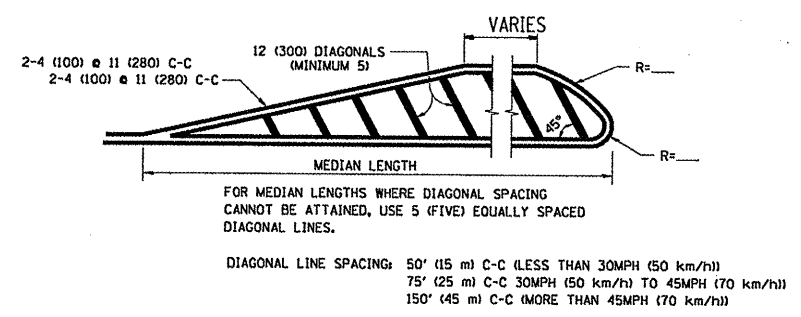 VARIES
12 (300) DIAGONALS
(MINIMUM 5)
2-4 (100) @ 11 (280) C-C
2-4 (100) @ 11 (280) C-C
R=___
45°
R=___
MEDIAN LENGTH
FOR MEDIAN LENGTHS WHERE DIAGONAL SPACING
CANNOT BE ATTAINED, USE 5 (FIVE) EQUALLY SPACED
DIAGONAL LINES.
DIAGONAL LINE SPACING: 50' (15 m) C-C (LESS THAN 30MPH (50 km/h))
75' (25 m) C-C 30MPH (50 km/h) TO 45MPH (70 km/h))
150' (45 m) C-C (MORE THAN 45MPH (70 km/h))